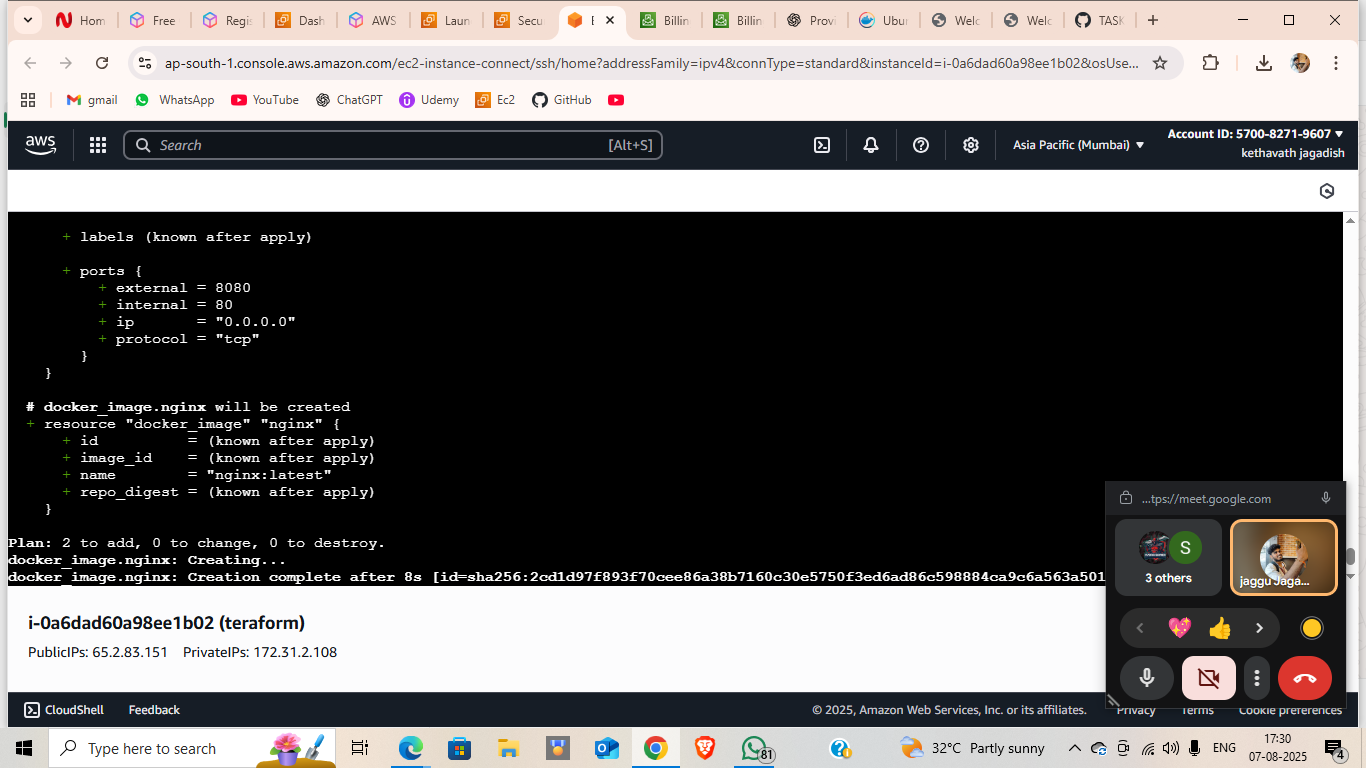 Hom
Free
Regis
Dash
AWS
Laun
Secu
E
Billin
Billin
Provi
Ubun
Welc
Welc
TASK
ap-south-1.console.aws.amazon.com/ec2-instance-connect/ssh/home?addressFamily=ipv4&connType=standard&instanceId=i-0a6dad60a98ee1b02&osUse...
gmail
WhatsApp
YouTube
ChatGPT
Udemy
Ec2
GitHub
aws
Search
[Alt+S]
Asia Pacific (Mumbai)
Account ID: 5700-8271-9607
kethavath jagadish
+ labels (known after apply)
+ ports {
+ external = 8080
+ internal = 80
+ ip       = "0.0.0.0"
+ protocol = "tcp"
}
}
# docker_image.nginx will be created
+ resource "docker_image" "nginx" {
+ id          = (known after apply)
+ image_id    = (known after apply)
+ name        = "nginx:latest"
+ repo_digest = (known after apply)
}
Plan: 2 to add, 0 to change, 0 to destroy.
docker_image.nginx: Creating...
docker_image.nginx: Creation complete after 8s [id=sha256:2cd1d97f893f70cee86a38b7160c30e5750f3ed6ad86c598884ca9c6a563a501
...tps://meet.google.com
S
3 others
jaggu Jaga...
i-0a6dad60a98ee1b02 (teraform)
PublicIPs: 65.2.83.151    PrivateIPs: 172.31.2.108
CloudShell
Feedback
© 2025, Amazon Web Services, Inc. or its affiliates.
Privacy
Terms
Cookie preferences
Type here to search
81
32°C Partly sunny
ENG
17:30
07-08-2025
4